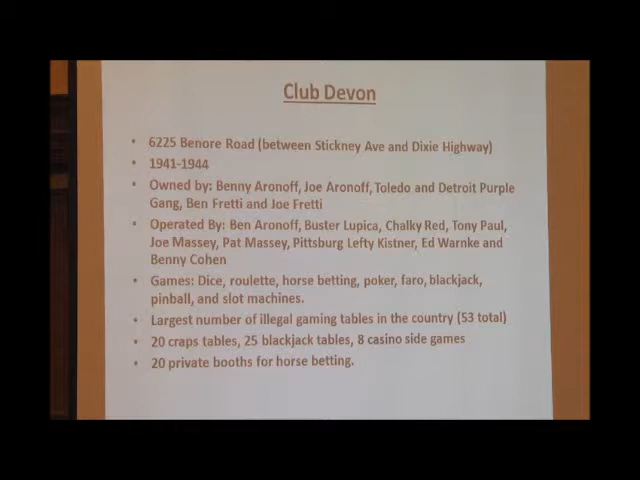 Club Devon
• 6225 Benore Road (between Stickney Ave and Dixie Highway)
• 1941-1944
• Owned by: Benny Aronoff, Joe Aronoff, Toledo and Detroit Purple
Gang, Ben Fretti and Joe Fretti
• Operated By: Ben Aronoff, Buster Lupica, Chalky Red, Tony Paul,
Joe Massey, Pat Massey, Pittsburg Lefty Kistner, Ed Warnke and
Benny Cohen
• Games: Dice, roulette, horse betting, poker, faro, blackjack,
pinball, and slot machines.
• Largest number of illegal gaming tables in the country (53 total)
• 20 craps tables, 25 blackjack tables, 8 casino side games
• 20 private booths for horse betting.